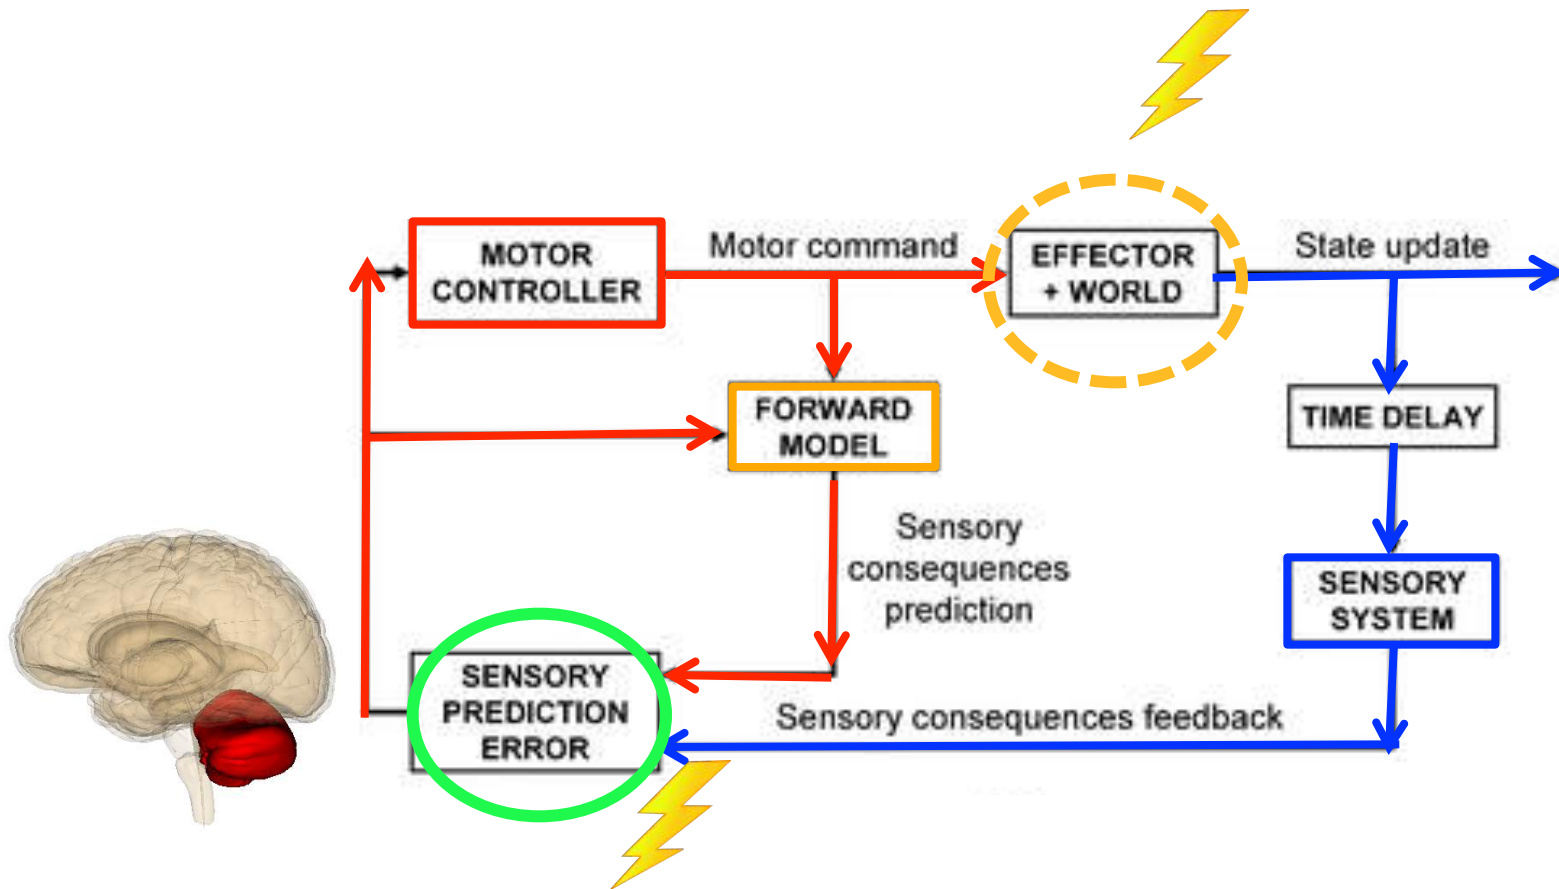 MOTOR
CONTROLLER
Motor command
EFFECTOR
+ WORLD
State update
FORWARD
MODEL
TIME DELAY
Sensory
consequences
prediction
SENSORY
SYSTEM
SENSORY
PREDICTION
ERROR
Sensory consequences feedback